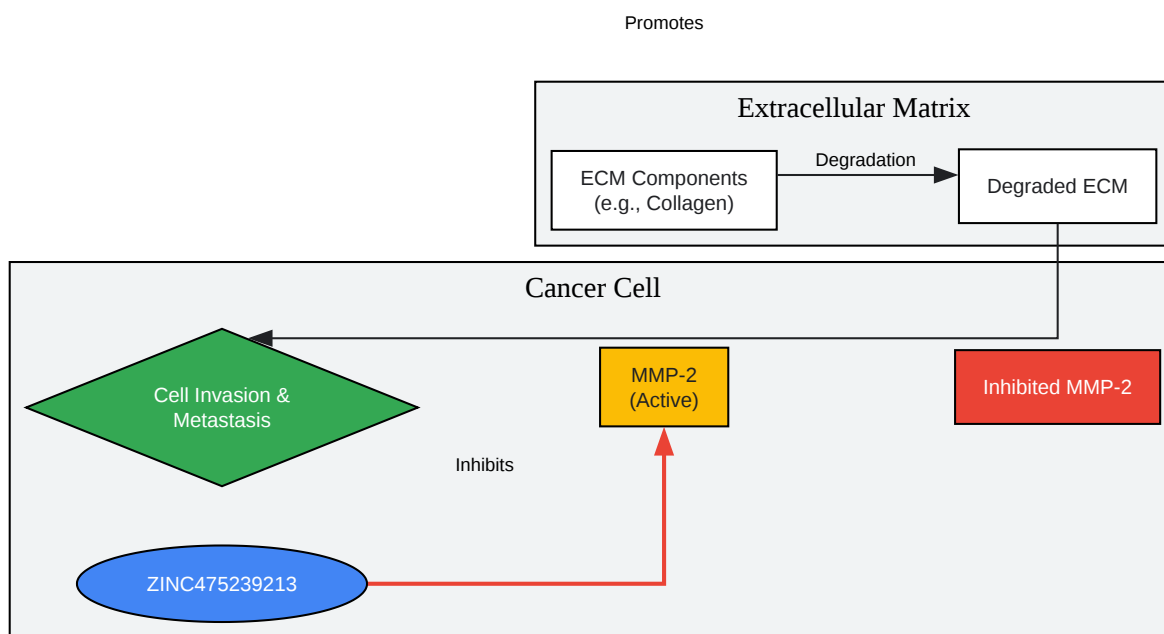 Promotes
Extracellular Matrix
Degradation
ECM Components
(e.g., Collagen)
Degraded ECM
Cancer Cell
Cell Invasion &
Metastasis
MMP-2
(Active)
Inhibited MMP-2
Inhibits
ZINC475239213